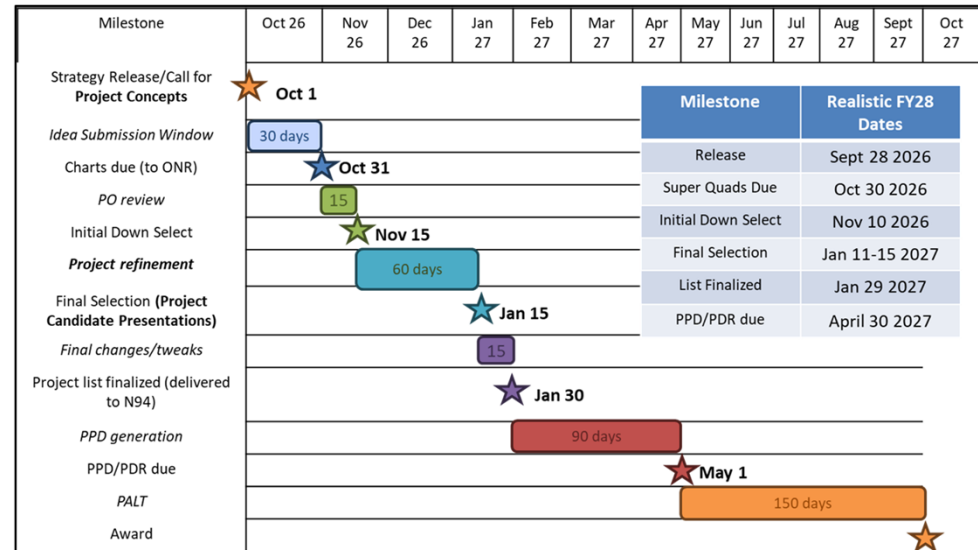 Milestone
Oct 26
Nov
26
Dec
26
Jan
27
Feb
27
Mar
27
Apr
27
May
27
Jun
27
Jul
27
Aug
27
Sept
27
Oct
27
Strategy Release/Call for
Project Concepts
Oct 1
Idea Submission Window
30 days
Charts due (to ONR)
Oct 31
PO review
15
Initial Down Select
Nov 15
Project refinement
60 days
Final Selection (Project
Candidate Presentations)
Jan 15
Final changes/tweaks
15
Project list finalized (delivered
to N94)
Jan 30
PPD generation
90 days
PPD/PDR due
May 1
PALT
150 days
Award
Milestone
Realistic FY28
Dates
Release
Sept 28 2026
Super Quads Due
Oct 30 2026
Initial Down Select
Nov 10 2026
Final Selection
Jan 11-15 2027
List Finalized
Jan 29 2027
PPD/PDR due
April 30 2027